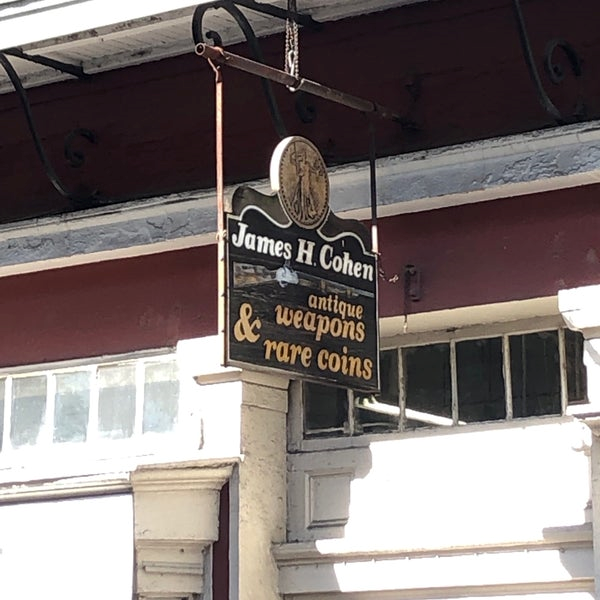 James H. Cohen
antique
weapons
& rare coins